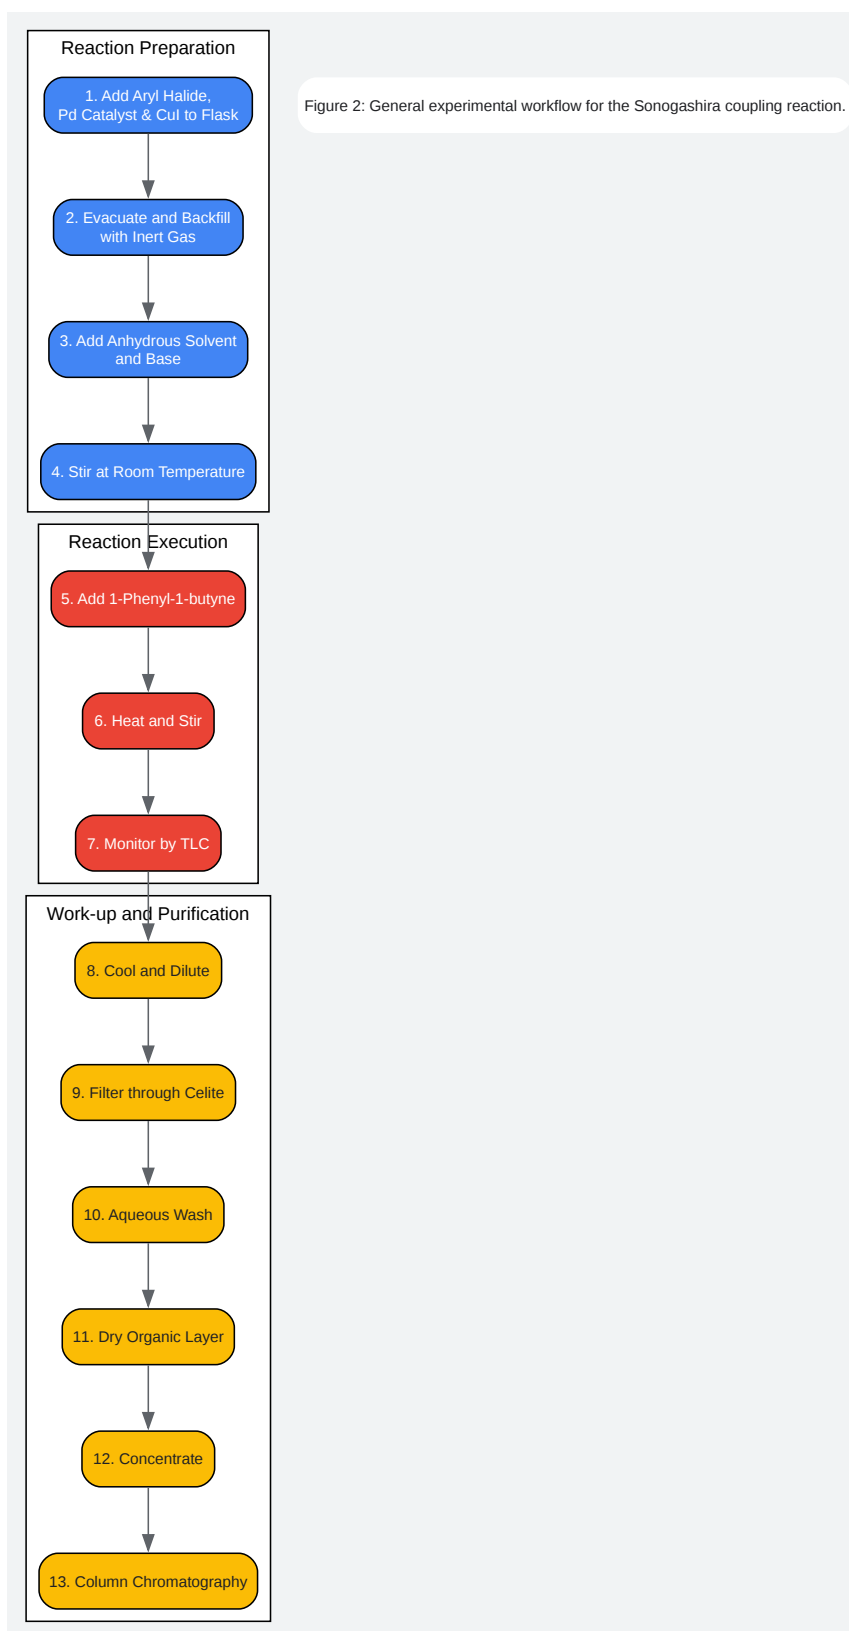 Reaction Preparation
1. Add Aryl Halide,
Pd Catalyst & CuI to Flask
Figure 2: General experimental workflow for the Sonogashira coupling reaction.
2. Evacuate and Backfill
with Inert Gas
3. Add Anhydrous Solvent
and Base
4. Stir at Room Temperature
Reaction Execution
5. Add 1-Phenyl-1-butyne
6. Heat and Stir
7. Monitor by TLC
Work-up and Purification
8. Cool and Dilute
9. Filter through Celite
10. Aqueous Wash
11. Dry Organic Layer
12. Concentrate
13. Column Chromatography